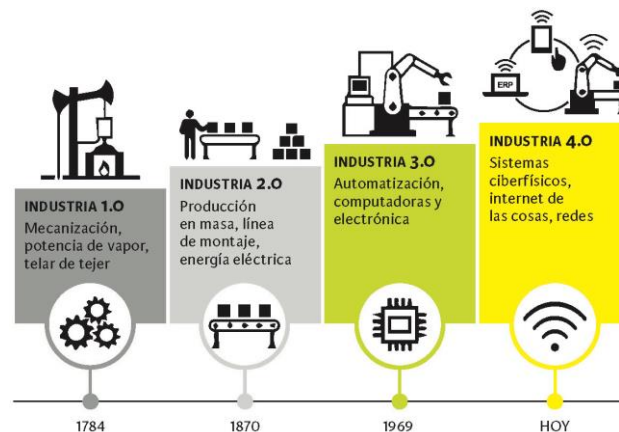 ERP
INDUSTRIA 1.0
Mecanización,
potencia de vapor,
telar de tejer
INDUSTRIA 2.0
Producción
en masa, línea
de montaje,
energía eléctrica
INDUSTRIA 3.0
Automatización,
computadoras y
electrónica
INDUSTRIA 4.0
Sistemas
ciberfísicos,
internet de
las cosas, redes
1784
1870
1969
HOY